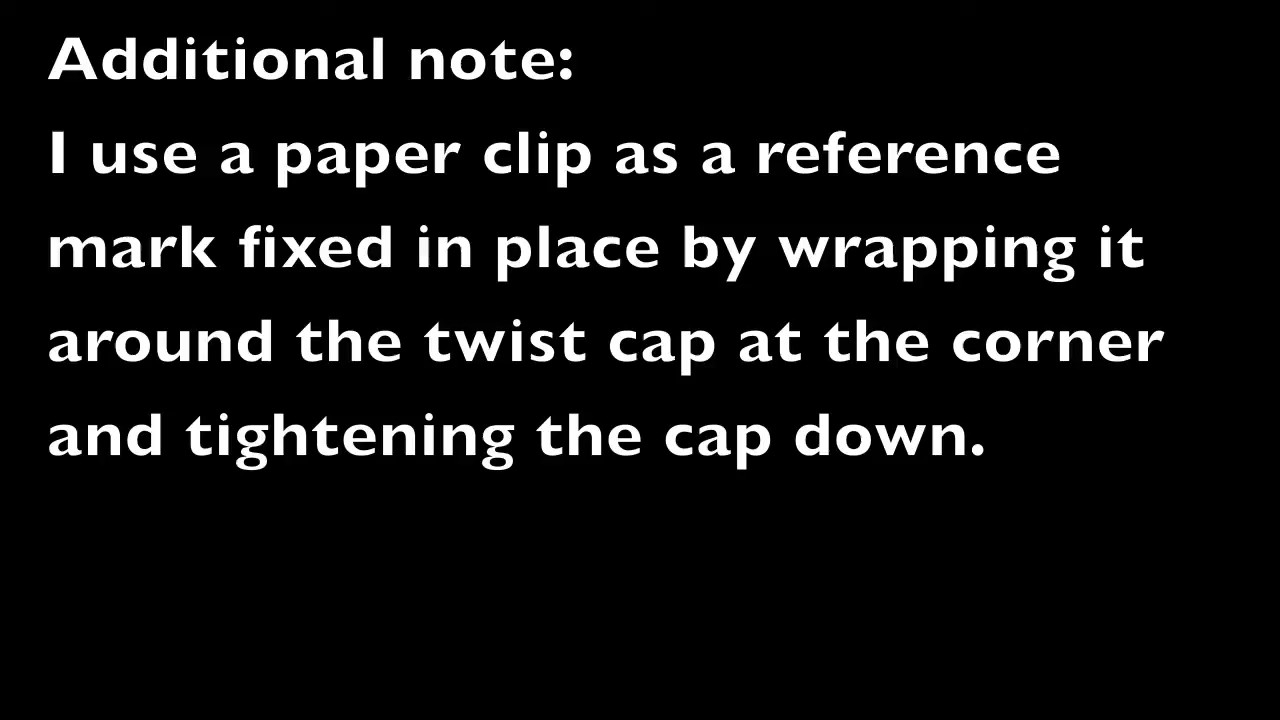 Additional note:
I use a paper clip as a reference
mark fixed in place by wrapping it
around the twist cap at the corner
and tightening the cap down.